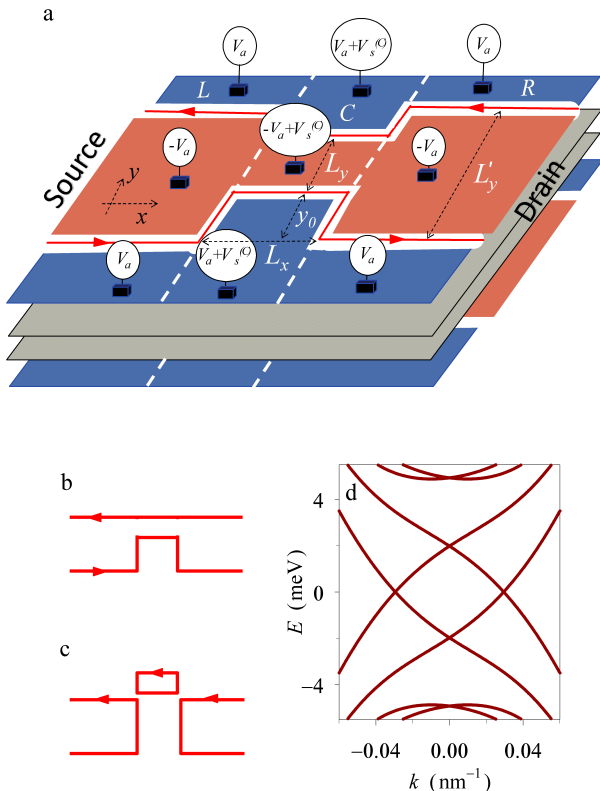 a
V_a
V_a+V_s^(C)
V_a
L
C
R
-V_a+V_s^(C)
-V_a
-V_a
Source
y
x
L_y
L'_y
y_0
Drain
V_a
V_a+V_s^(C)
L_x
V_a
b
c
d
4
0
−4
E (meV)
−0.04
0.00
0.04
k (nm⁻¹)